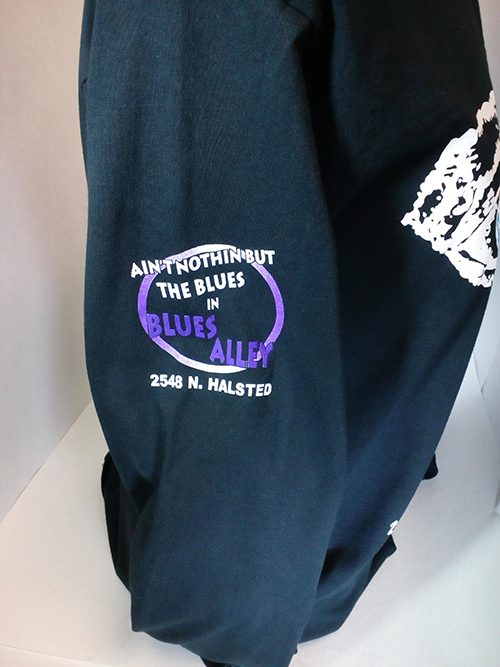 AIN'T NOTHIN' BUT
THE BLUES
IN
BLUES
ALLEY
2548 N. HALSTED